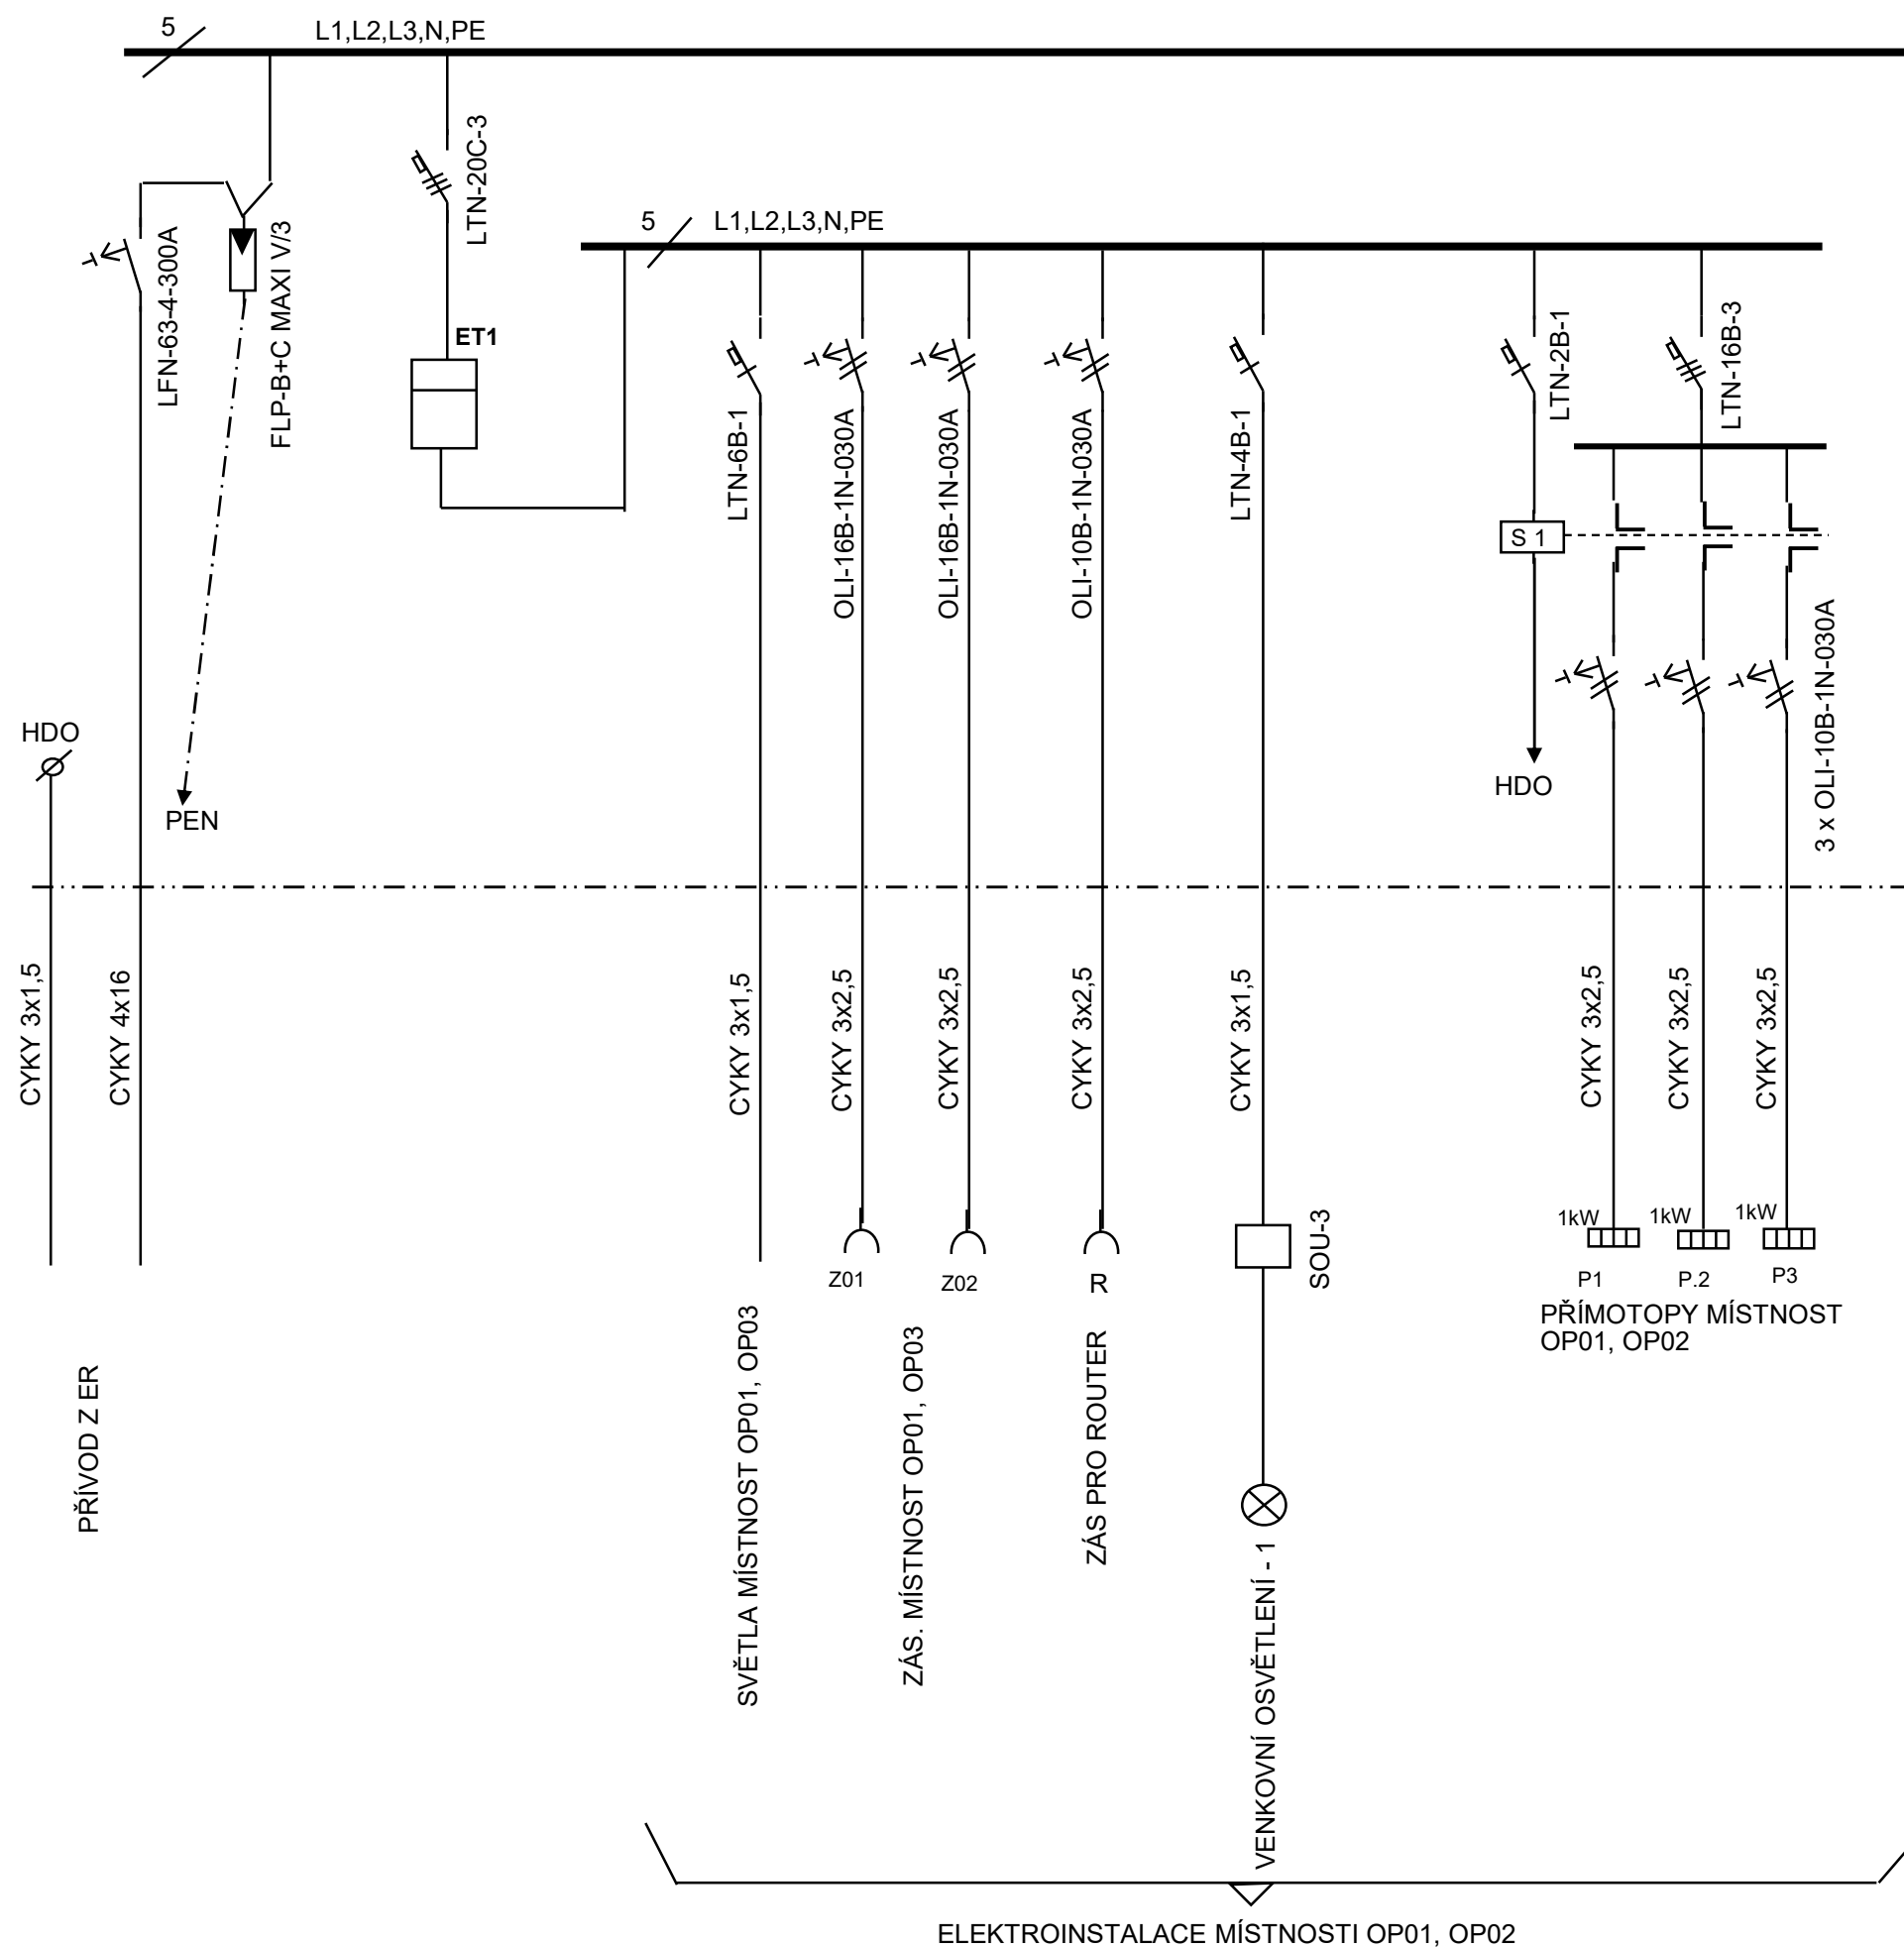 5
L1,L2,L3,N,PE
LTN-20C-3
5
L1,L2,L3,N,PE
LFN-63-4-300A
FLP-B+C MAXI V/3
ET1
LTN-6B-1
OLI-16B-1N-030A
OLI-16B-1N-030A
OLI-10B-1N-030A
LTN-4B-1
LTN-2B-1
LTN-16B-3
S 1
3 x OLI-10B-1N-030A
HDO
PEN
HDO
CYKY 3x1,5
CYKY 4x16
CYKY 3x1,5
CYKY 3x2,5
CYKY 3x2,5
CYKY 3x2,5
CYKY 3x1,5
CYKY 3x2,5
CYKY 3x2,5
CYKY 3x2,5
1kW
1kW
1kW
Z01
Z02
R
SOU-3
P1
P.2
P3
PŘÍMOTOPY MÍSTNOST
OP01, OP02
PŘÍVOD Z ER
SVĚTLA MÍSTNOST OP01, OP03
ZÁS. MÍSTNOST OP01, OP03
ZÁS PRO ROUTER
VENKOVNÍ OSVĚTLENÍ - 1
ELEKTROINSTALACE MÍSTNOSTI OP01, OP02